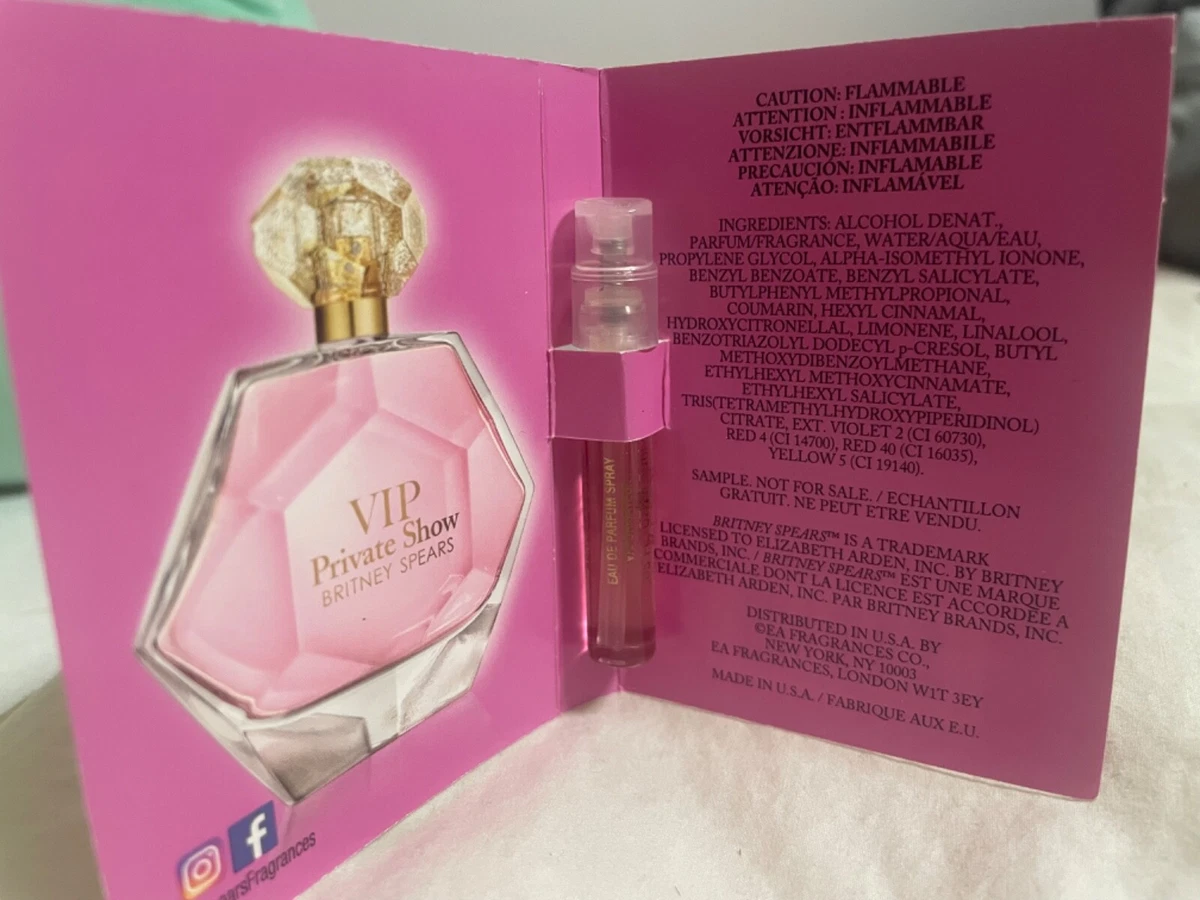 VIP
Private Show
BRITNEY SPEARS
f
arsFragrances
EAU DE PARFUM SPRAY
CAUTION: FLAMMABLE
ATTENTION : INFLAMMABLE
VORSICHT: ENTFLAMMBAR
ATTENZIONE: INFIAMMABILE
PRECAUCIÓN: INFLAMABLE
ATENÇÃO: INFLAMÁVEL
INGREDIENTS: ALCOHOL DENAT.,
PARFUM/FRAGRANCE, WATER/AQUA/EAU,
PROPYLENE GLYCOL, ALPHA-ISOMETHYL IONONE,
BENZYL BENZOATE, BENZYL SALICYLATE,
BUTYLPHENYL METHYLPROPIONAL,
COUMARIN, HEXYL CINNAMAL,
HYDROXYCITRONELLAL, LIMONENE, LINALOOL,
BENZOTRIAZOLYL DODECYL p-CRESOL, BUTYL
METHOXYDIBENZOYLMETHANE,
ETHYLHEXYL METHOXYCINNAMATE,
ETHYLHEXYL SALICYLATE,
TRIS(TETRAMETHYLHYDROXYPIPERIDINOL)
CITRATE, EXT. VIOLET 2 (CI 60730),
RED 4 (CI 14700), RED 40 (CI 16035),
YELLOW 5 (CI 19140).
SAMPLE. NOT FOR SALE. / ECHANTILLON
GRATUIT. NE PEUT ETRE VENDU.
BRITNEY SPEARS™ IS A TRADEMARK
LICENSED TO ELIZABETH ARDEN, INC. BY BRITNEY
BRANDS, INC. / BRITNEY SPEARS™ EST UNE MARQUE
COMMERCIALE DONT LA LICENCE EST ACCORDÉE A
ELIZABETH ARDEN, INC. PAR BRITNEY BRANDS, INC.
DISTRIBUTED IN U.S.A. BY
©EA FRAGRANCES CO.,
NEW YORK, NY 10003
EA FRAGRANCES, LONDON W1T 3EY
MADE IN U.S.A. / FABRIQUE AUX E.U.